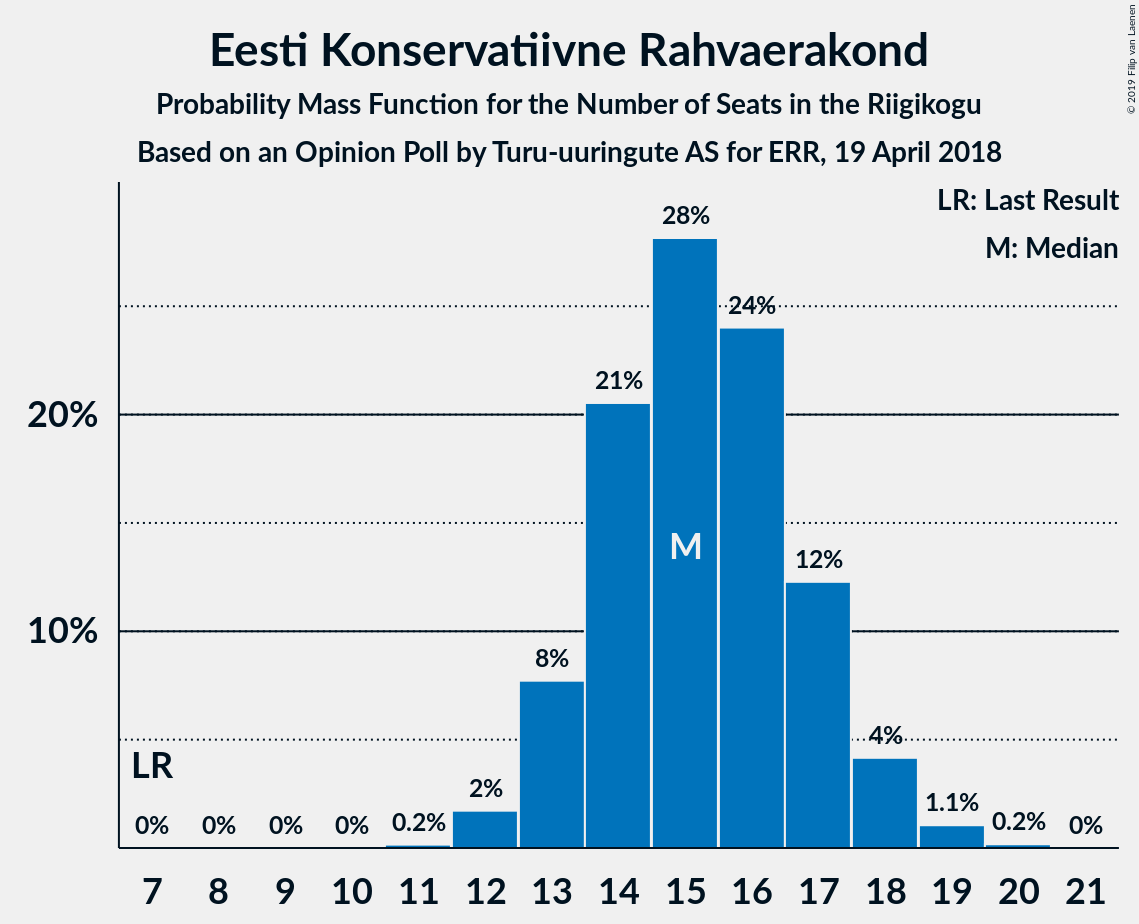 © 2019 Filip van Laenen
Eesti Konservatiivne Rahvaerakond
Probability Mass Function for the Number of Seats in the Riigikogu
Based on an Opinion Poll by Turu-uuringute AS for ERR, 19 April 2018
LR: Last Result
M: Median
28%
24%
21%
20%
M
12%
10%
8%
4%
LR
2%
1.1%
0% 0% 0% 0% 0.2% 0.2% 0%
7 8 9 10 11 12 13 14 15 16 17 18 19 20 21